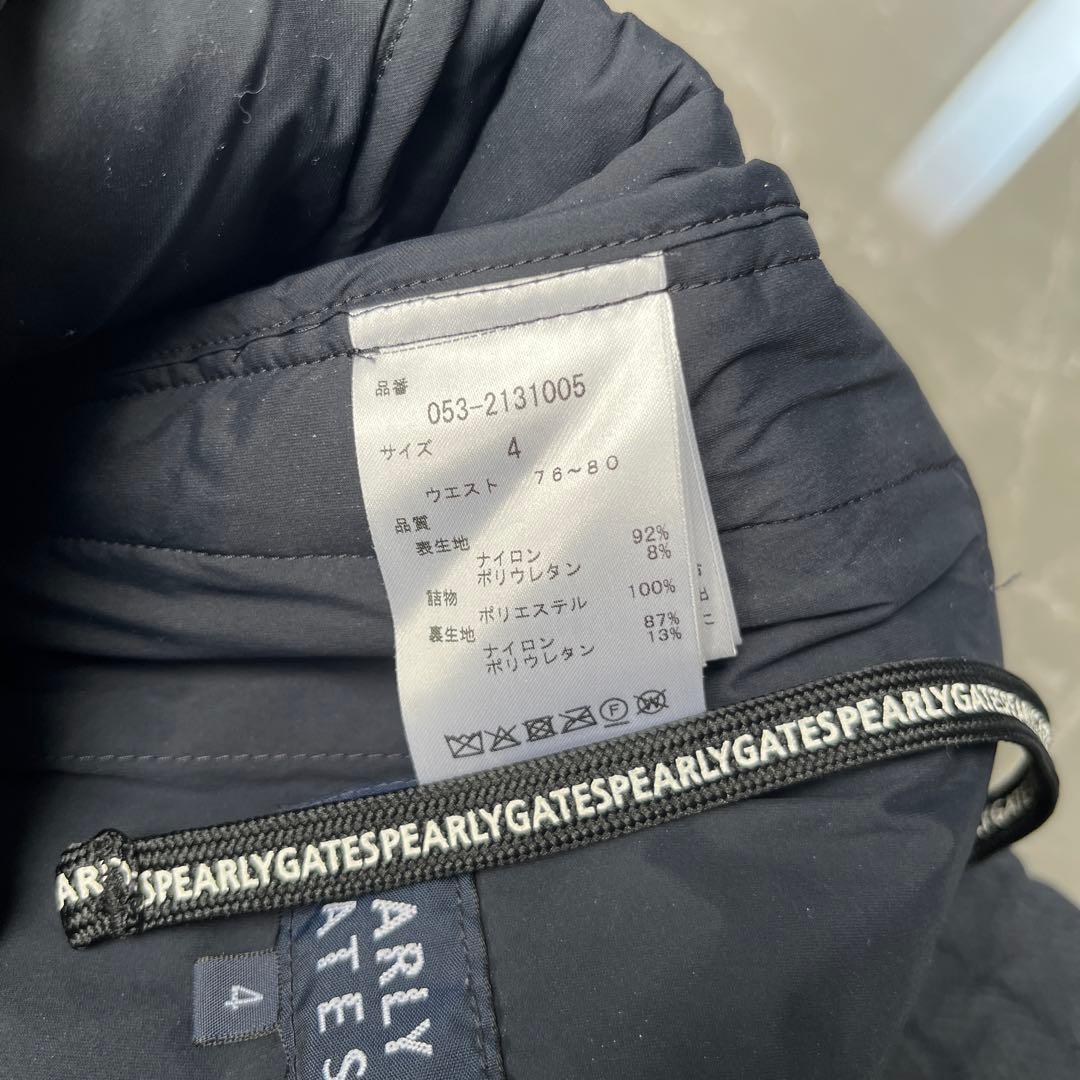 品番
053-2131005
サイズ 4
ウエスト 76~80
品質
表生地
ナイロン 92%
ポリウレタン 8%
詰物
ポリエステル 100%
裏生地
ナイロン 87%
ポリウレタン 13%
F
W
SPEARLYGATESPEARLYGATESPEARLYGATESPEARLYGATES
ARLY
ATES
4